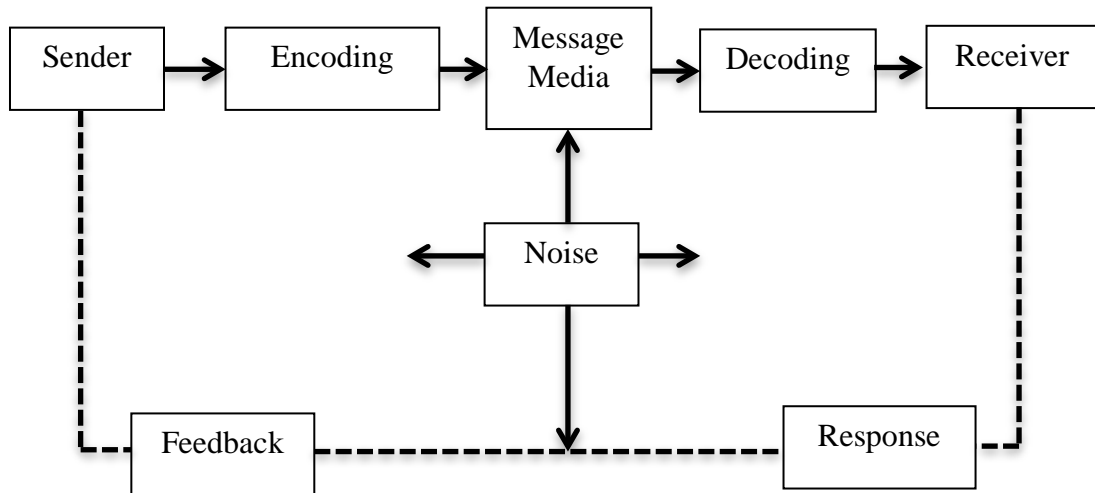 Sender
Encoding
Message
Media
Decoding
Receiver
Noise
Feedback
Response